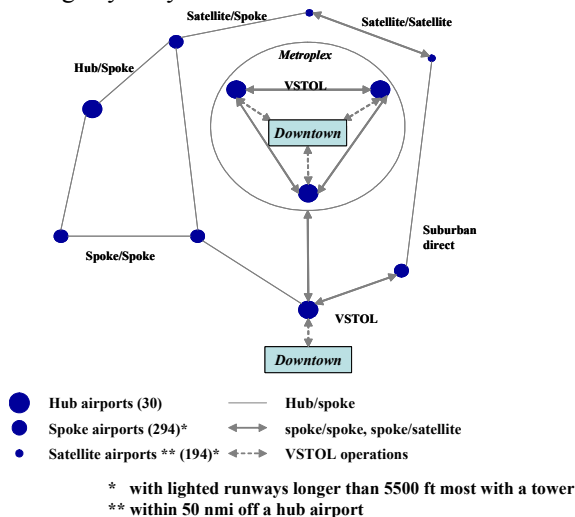 Satellite/Spoke
Satellite/Satellite
Hub/Spoke
Metroplex
VSTOL
Downtown
Spoke/Spoke
Suburban
direct
VSTOL
Downtown
Hub airports (30)
Hub/spoke
Spoke airports (294)*
spoke/spoke, spoke/satellite
Satellite airports ** (194)*
VSTOL operations
* with lighted runways longer than 5500 ft most with a tower
** within 50 nmi off a hub airport